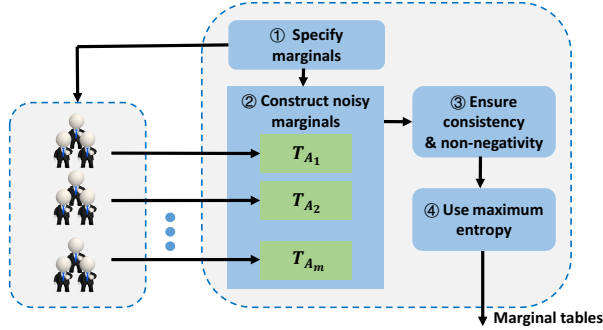 ① Specify
marginals
② Construct noisy
marginals
T_{A_1}
T_{A_2}
T_{A_m}
③ Ensure
consistency
& non-negativity
④ Use maximum
entropy
Marginal tables